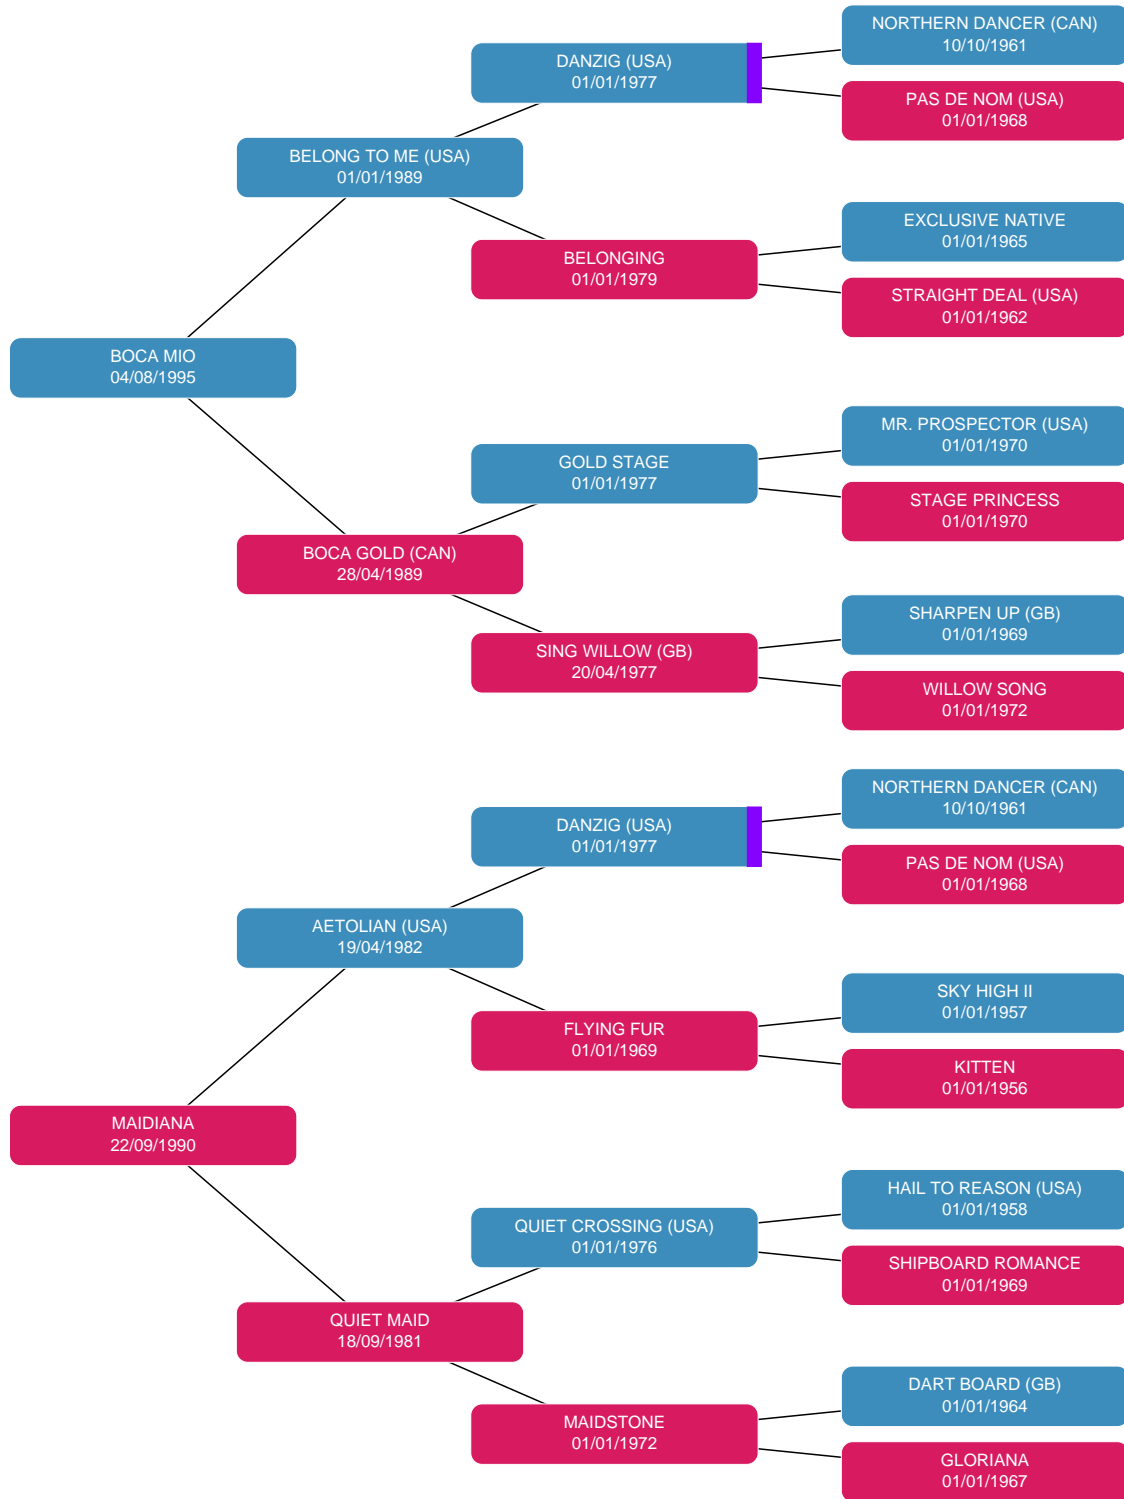 NORTHERN DANCER (CAN)
10/10/1961
DANZIG (USA)
01/01/1977
PAS DE NOM (USA)
01/01/1968
BELONG TO ME (USA)
01/01/1989
EXCLUSIVE NATIVE
01/01/1965
BELONGING
01/01/1979
STRAIGHT DEAL (USA)
01/01/1962
BOCA MIO
04/08/1995
MR. PROSPECTOR (USA)
01/01/1970
GOLD STAGE
01/01/1977
STAGE PRINCESS
01/01/1970
BOCA GOLD (CAN)
28/04/1989
SHARPEN UP (GB)
01/01/1969
SING WILLOW (GB)
20/04/1977
WILLOW SONG
01/01/1972
NORTHERN DANCER (CAN)
10/10/1961
DANZIG (USA)
01/01/1977
PAS DE NOM (USA)
01/01/1968
AETOLIAN (USA)
19/04/1982
SKY HIGH II
01/01/1957
FLYING FUR
01/01/1969
KITTEN
01/01/1956
MAIDIANA
22/09/1990
HAIL TO REASON (USA)
01/01/1958
QUIET CROSSING (USA)
01/01/1976
SHIPBOARD ROMANCE
01/01/1969
QUIET MAID
18/09/1981
DART BOARD (GB)
01/01/1964
MAIDSTONE
01/01/1972
GLORIANA
01/01/1967